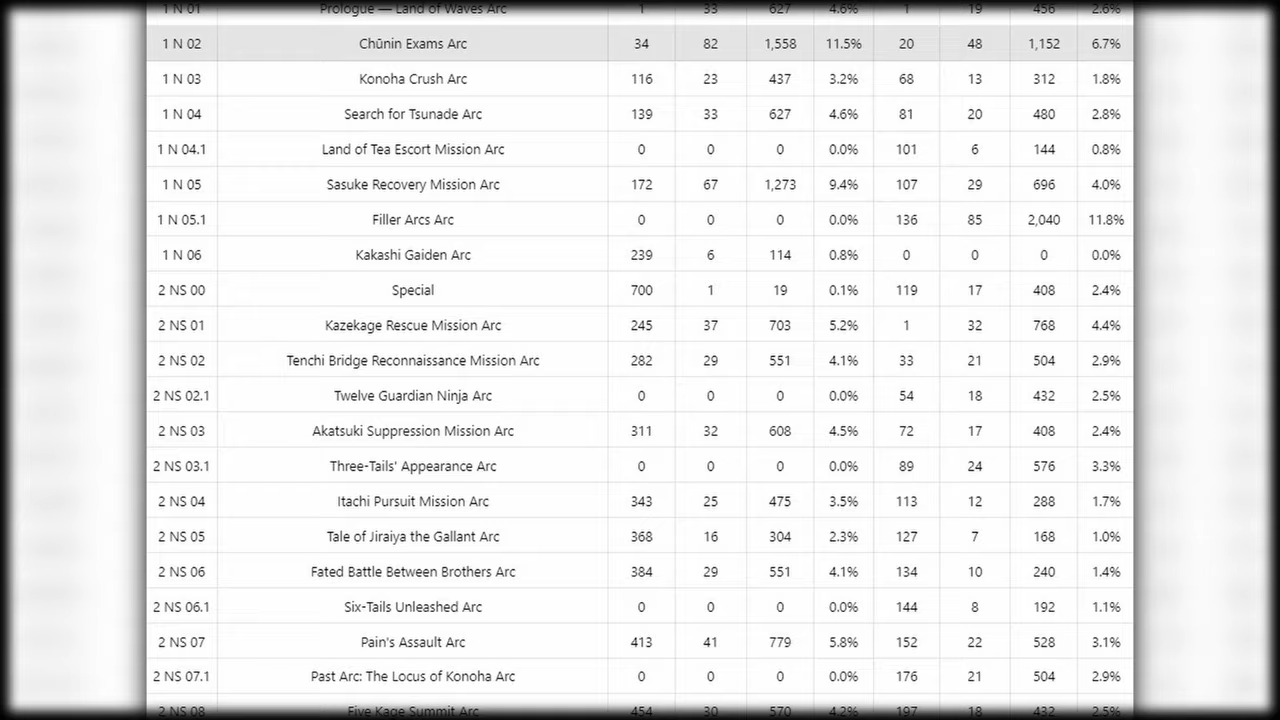 1 N 01 Prologue — Land of Waves Arc 1 33 627 4.6% 1 19 456 2.6%
1 N 02 Chūnin Exams Arc 34 82 1,558 11.5% 20 48 1,152 6.7%
1 N 03 Konoha Crush Arc 116 23 437 3.2% 68 13 312 1.8%
1 N 04 Search for Tsunade Arc 139 33 627 4.6% 81 20 480 2.8%
1 N 04.1 Land of Tea Escort Mission Arc 0 0 0 0.0% 101 6 144 0.8%
1 N 05 Sasuke Recovery Mission Arc 172 67 1,273 9.4% 107 29 696 4.0%
1 N 05.1 Filler Arcs Arc 0 0 0 0.0% 136 85 2,040 11.8%
1 N 06 Kakashi Gaiden Arc 239 6 114 0.8% 0 0 0 0.0%
2 NS 00 Special 700 1 19 0.1% 119 17 408 2.4%
2 NS 01 Kazekage Rescue Mission Arc 245 37 703 5.2% 1 32 768 4.4%
2 NS 02 Tenchi Bridge Reconnaissance Mission Arc 282 29 551 4.1% 33 21 504 2.9%
2 NS 02.1 Twelve Guardian Ninja Arc 0 0 0 0.0% 54 18 432 2.5%
2 NS 03 Akatsuki Suppression Mission Arc 311 32 608 4.5% 72 17 408 2.4%
2 NS 03.1 Three-Tails' Appearance Arc 0 0 0 0.0% 89 24 576 3.3%
2 NS 04 Itachi Pursuit Mission Arc 343 25 475 3.5% 113 12 288 1.7%
2 NS 05 Tale of Jiraiya the Gallant Arc 368 16 304 2.3% 127 7 168 1.0%
2 NS 06 Fated Battle Between Brothers Arc 384 29 551 4.1% 134 10 240 1.4%
2 NS 06.1 Six-Tails Unleashed Arc 0 0 0 0.0% 144 8 192 1.1%
2 NS 07 Pain's Assault Arc 413 41 779 5.8% 152 22 528 3.1%
2 NS 07.1 Past Arc: The Locus of Konoha Arc 0 0 0 0.0% 176 21 504 2.9%
2 NS 08 Five Kage Summit Arc 454 30 570 4.2% 197 18 432 2.5%